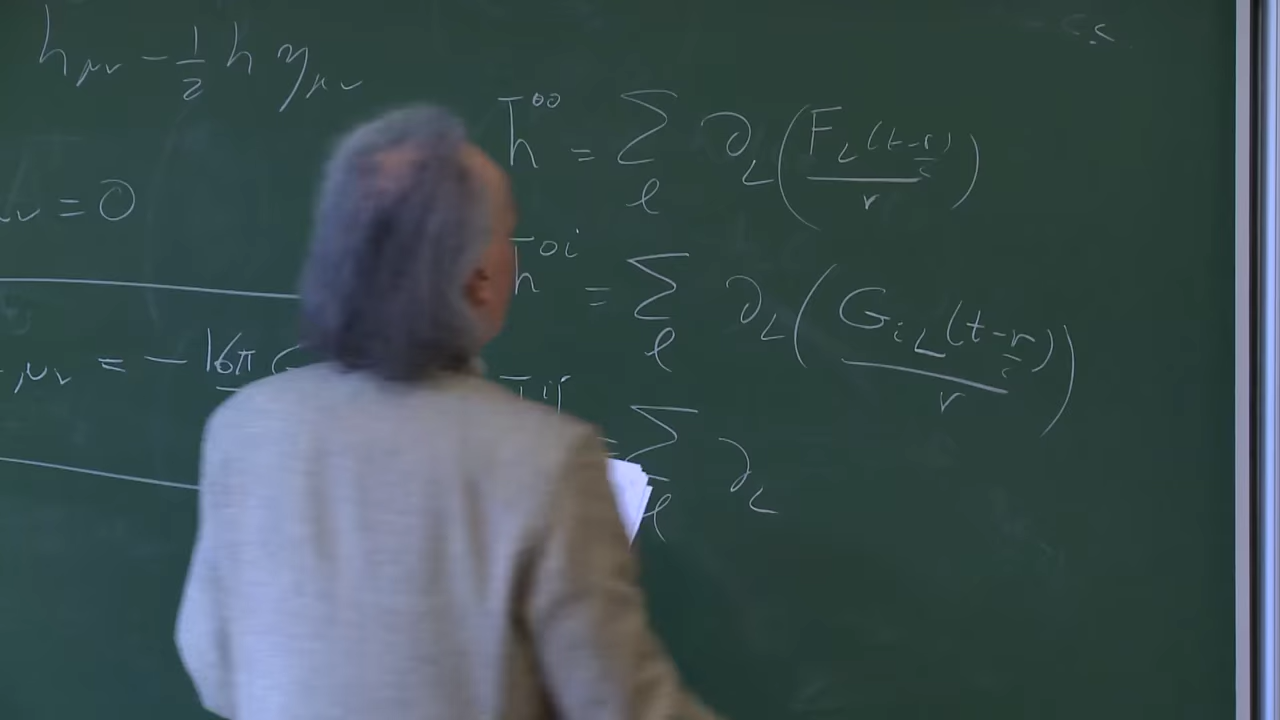 h_{μν} - 1/2 h η_{μν}
μν = 0
μν = - 16π G
h̄^{00} = Σ_ℓ ∂_L ( F_L(t-r/c) / r )
h̄^{0i} = Σ_ℓ ∂_L ( G_{iL}(t-r/c) / r )
ij = Σ_ℓ ∂_L